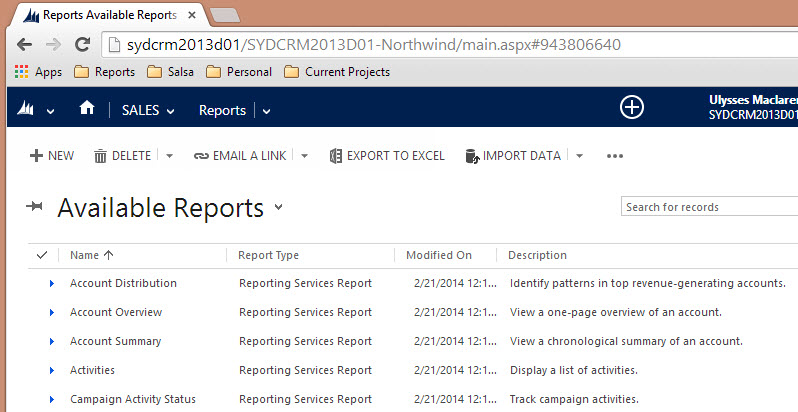 Reports Available Reports
sydcrm2013d01/SYDCRM2013D01-Northwind/main.aspx#943806640
Apps Reports Salsa Personal Current Projects
SALES Reports Ulysses Maclaren
SYDCRM2013D01
NEW DELETE EMAIL A LINK EXPORT TO EXCEL IMPORT DATA
Available Reports
Search for records
Name Report Type Modified On Description
Account Distribution Reporting Services Report 2/21/2014 12:1... Identify patterns in top revenue-generating accounts.
Account Overview Reporting Services Report 2/21/2014 12:1... View a one-page overview of an account.
Account Summary Reporting Services Report 2/21/2014 12:1... View a chronological summary of an account.
Activities Reporting Services Report 2/21/2014 12:1... Display a list of activities.
Campaign Activity Status Reporting Services Report 2/21/2014 12:1... Track campaign activities.